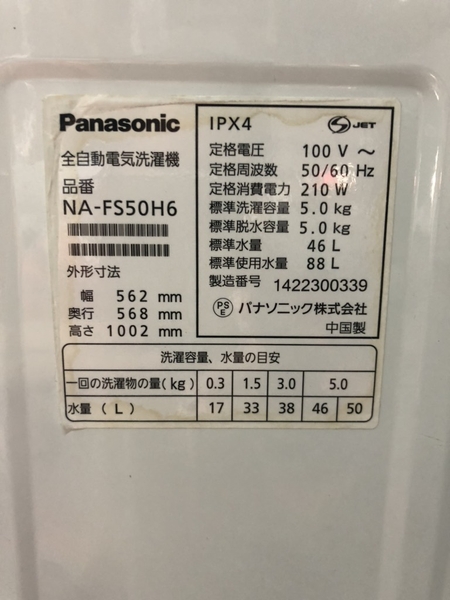 Panasonic
全自動電気洗濯機
品番
NA-FS50H6
外形寸法
幅 562 mm
奥行 568 mm
高さ 1002 mm
IPX4
S JET
定格電圧 100 V ～
定格周波数 50/60 Hz
定格消費電力 210 W
標準洗濯容量 5.0 kg
標準脱水容量 5.0 kg
標準水量 46 L
標準使用水量 88 L
製造番号 1422300339
PSE パナソニック株式会社
中国製
洗濯容量、水量の目安
一回の洗濯物の量(kg) 0.3 1.5 3.0 5.0
水量 ( L ) 17 33 38 46 50